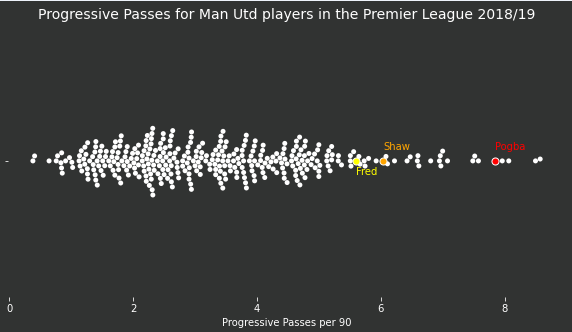 Progressive Passes for Man Utd players in the Premier League 2018/19
Shaw
Pogba
Fred
0 2 4 6 8
Progressive Passes per 90